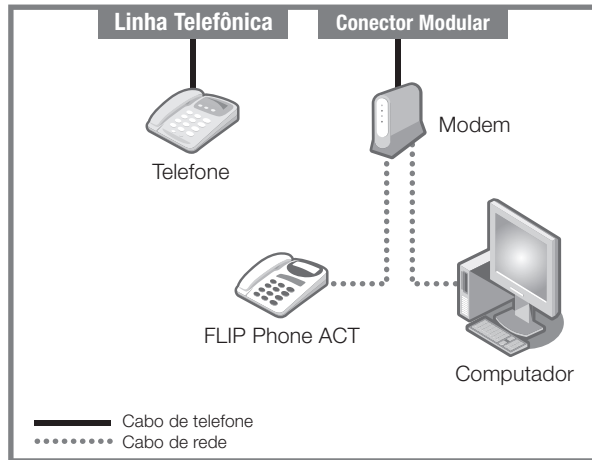 Linha Telefônica
Conector Modular
Modem
Telefone
FLIP Phone ACT
Computador
Cabo de telefone
Cabo de rede